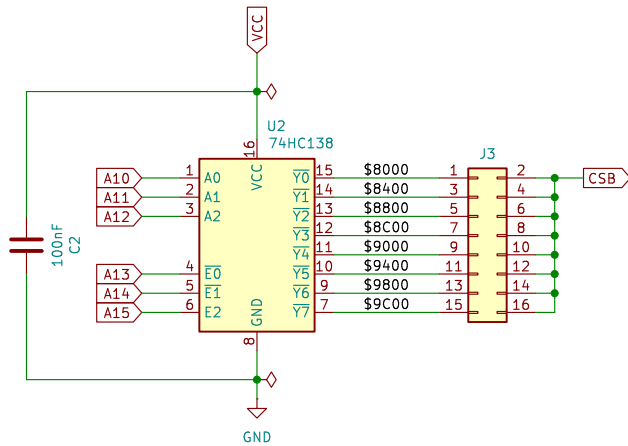 VCC
U2
74HC138
J3
16
VCC
A10 1 A0 Y0 15 $8000 1 2 CSB
A11 2 A1 Y1 14 $8400 3 4
A12 3 A2 Y2 13 $8800 5 6
Y3 12 $8C00 7 8
Y4 11 $9000 9 10
A13 4 E0 Y5 10 $9400 11 12
A14 5 E1 Y6 9 $9800 13 14
A15 6 E2 Y7 7 $9C00 15 16
100nF
C2
GND
8
GND